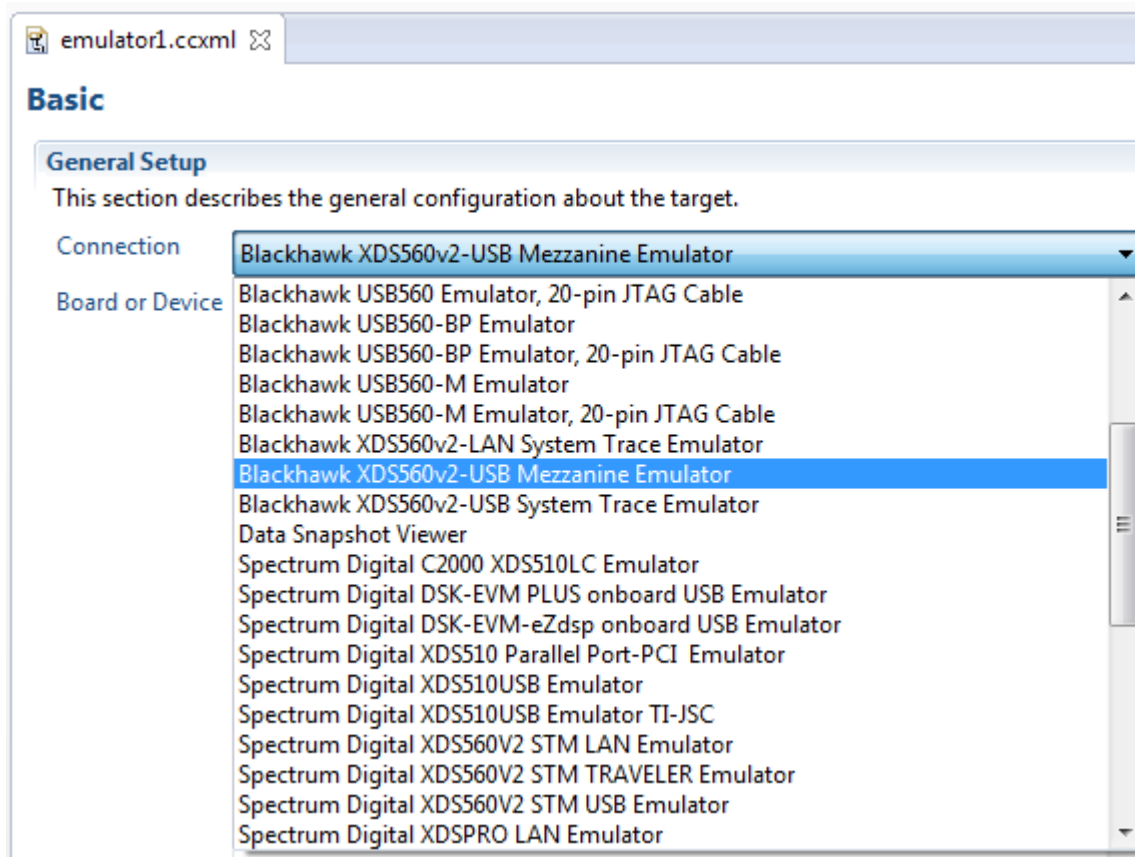 emulator1.ccxml
Basic
General Setup
This section describes the general configuration about the target.
Connection
Blackhawk XDS560v2-USB Mezzanine Emulator
Board or Device
Blackhawk USB560 Emulator, 20-pin JTAG Cable
Blackhawk USB560-BP Emulator
Blackhawk USB560-BP Emulator, 20-pin JTAG Cable
Blackhawk USB560-M Emulator
Blackhawk USB560-M Emulator, 20-pin JTAG Cable
Blackhawk XDS560v2-LAN System Trace Emulator
Blackhawk XDS560v2-USB Mezzanine Emulator
Blackhawk XDS560v2-USB System Trace Emulator
Data Snapshot Viewer
Spectrum Digital C2000 XDS510LC Emulator
Spectrum Digital DSK-EVM PLUS onboard USB Emulator
Spectrum Digital DSK-EVM-eZdsp onboard USB Emulator
Spectrum Digital XDS510 Parallel Port-PCI  Emulator
Spectrum Digital XDS510USB Emulator
Spectrum Digital XDS510USB Emulator TI-JSC
Spectrum Digital XDS560V2 STM LAN Emulator
Spectrum Digital XDS560V2 STM TRAVELER Emulator
Spectrum Digital XDS560V2 STM USB Emulator
Spectrum Digital XDSPRO LAN Emulator